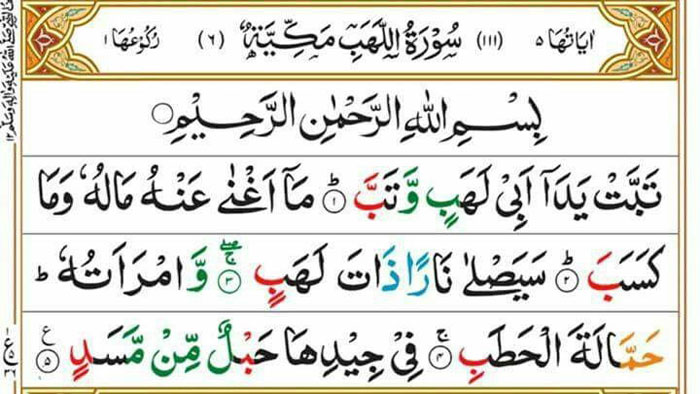 اٰيَاتُهَا ٥ (١١١) سُوْرَةُ اللَّهَبِ مَكِّيَّةٌ (٦) رُكُوْعُهَا ١
بِسْمِ اللّٰهِ الرَّحْمٰنِ الرَّحِيْمِ
تَبَّتْ يَدَاۤ اَبِيْ لَهَبٍ وَّتَبَّ ؕ۝١ مَاۤ اَغْنٰى عَنْهُ مَالُهٗ وَمَا
كَسَبَ ؕ۝٢ سَيَصْلٰى نَارًا ذَاتَ لَهَبٍ ۝٣ۚۖ وَّامْرَاَتُهٗ ؕ
حَمَّالَةَ الْحَطَبِ ۝٤ۚ فِيْ جِيْدِهَا حَبْلٌ مِّنْ مَّسَدٍ ۝٥ ع